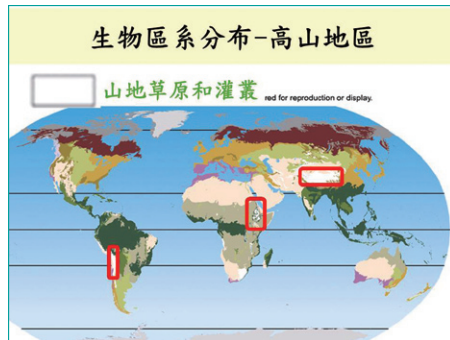 生物區系分布-高山地區
山地草原和灌叢 red for reproduction or display.